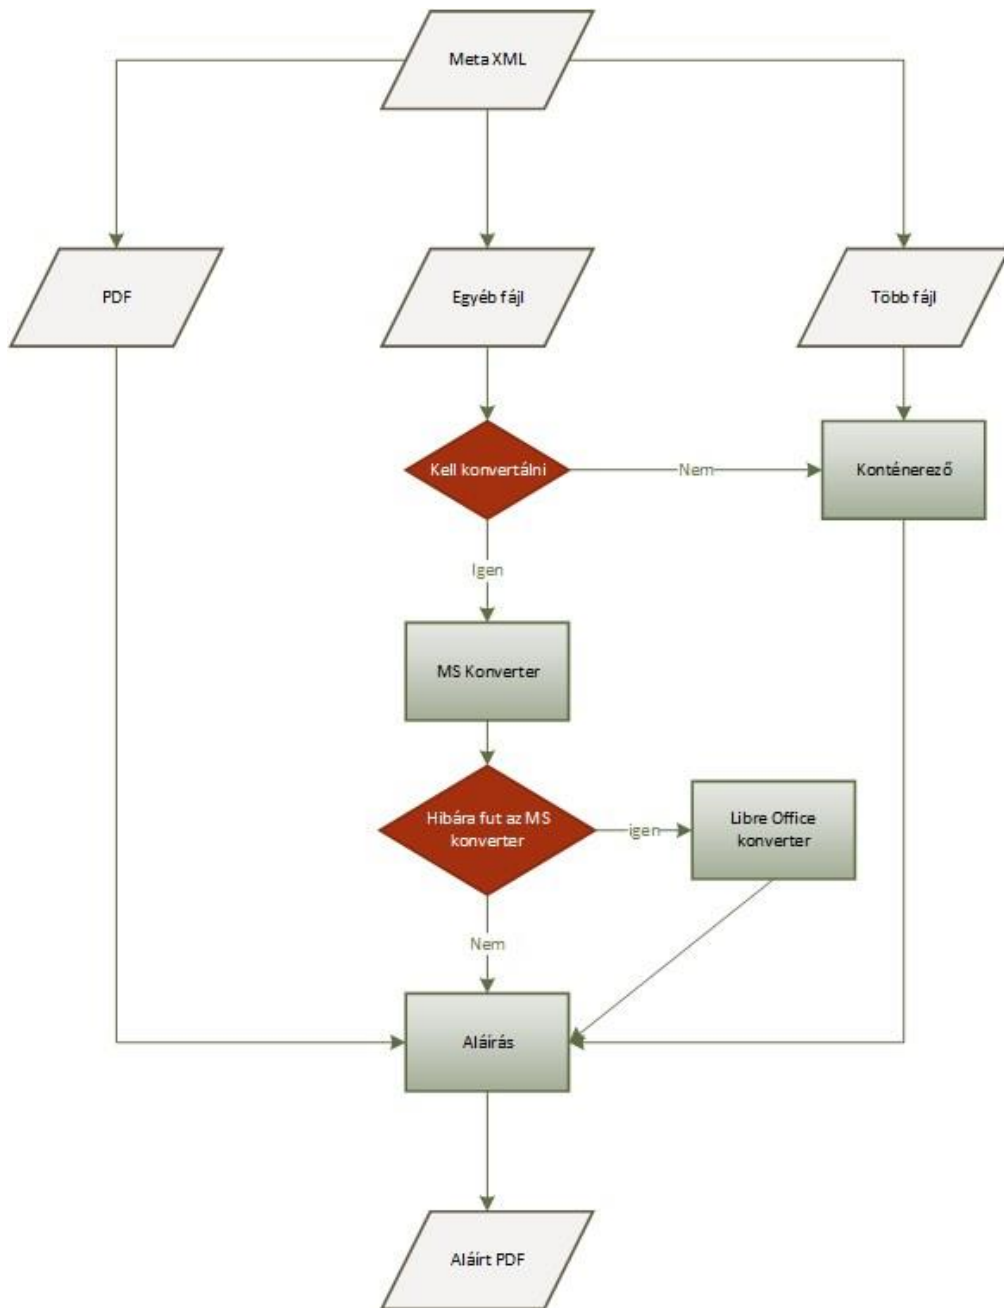 Meta XML
PDF
Egyéb fájl
Több fájl
Kell konvertálni
Nem
Konténerező
Igen
MS Konverter
Hibára fut az MS
konverter
igen
Libre Office
konverter
Nem
Aláírás
Aláírt PDF